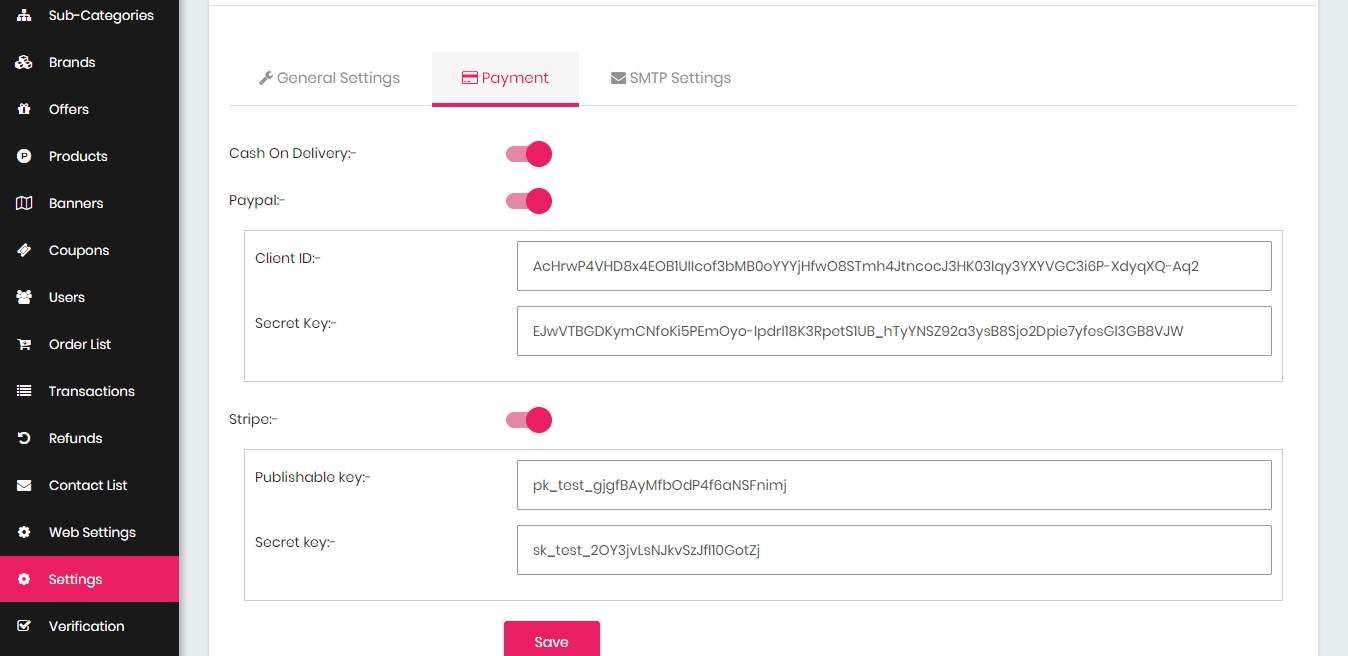 Sub-Categories
Brands
Offers
Products
Banners
Coupons
Users
Order List
Transactions
Refunds
Contact List
Web Settings
Settings
Verification
General Settings
Payment
SMTP Settings
Cash On Delivery:-
Paypal:-
Client ID:-
AcHrwP4VHD8x4EOB1UlIcof3bMB0oYYYjHfwO8STmh4JtncocJ3HK03Iqy3YXYVGC3i6P-XdyqXQ-Aq2
Secret Key:-
EJwVTBGDKymCNfoKi5PEmOyo-Ipdrl18K3RpetS1UB_hTyYNSZ92a3ysB8Sjo2Dpie7yfesGl3GB8VJW
Stripe:-
Publishable key:-
pk_test_gjgfBAyMfbOdP4f6aNSFnimj
Secret key:-
sk_test_2OY3jvLsNJkvSzJfl10GotZj
Save